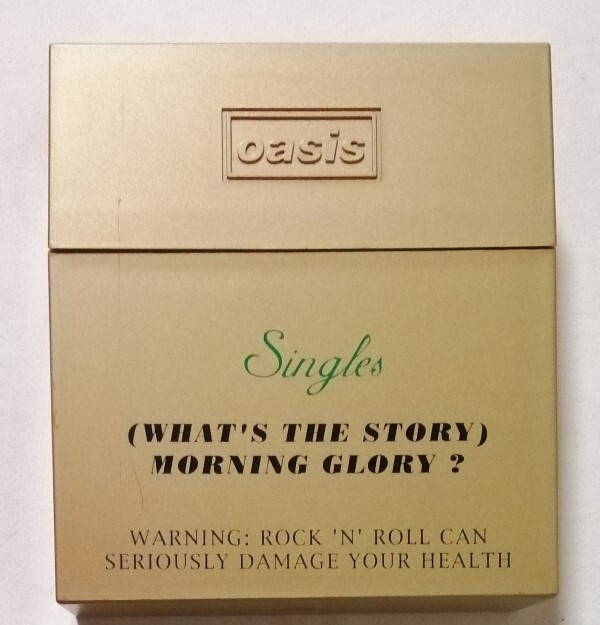 oasis
Singles
(WHAT'S THE STORY)
MORNING GLORY ?
WARNING: ROCK 'N' ROLL CAN
SERIOUSLY DAMAGE YOUR HEALTH